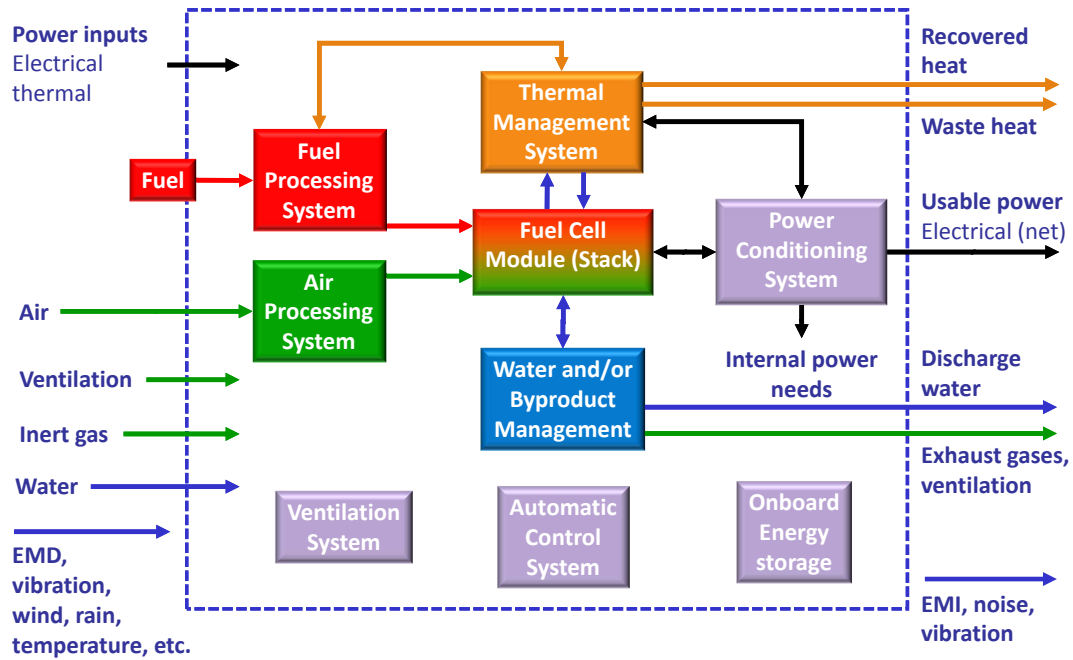 Power inputs
Electrical
thermal
Fuel
Air
Ventilation
Inert gas
Water
EMD,
vibration,
wind, rain,
temperature, etc.
Fuel
Processing
System
Air
Processing
System
Thermal
Management
System
Fuel Cell
Module (Stack)
Water and/or
Byproduct
Management
Power
Conditioning
System
Internal power
needs
Ventilation
System
Automatic
Control
System
Onboard
Energy
storage
Recovered
heat
Waste heat
Usable power
Electrical (net)
Discharge
water
Exhaust gases,
ventilation
EMI, noise,
vibration